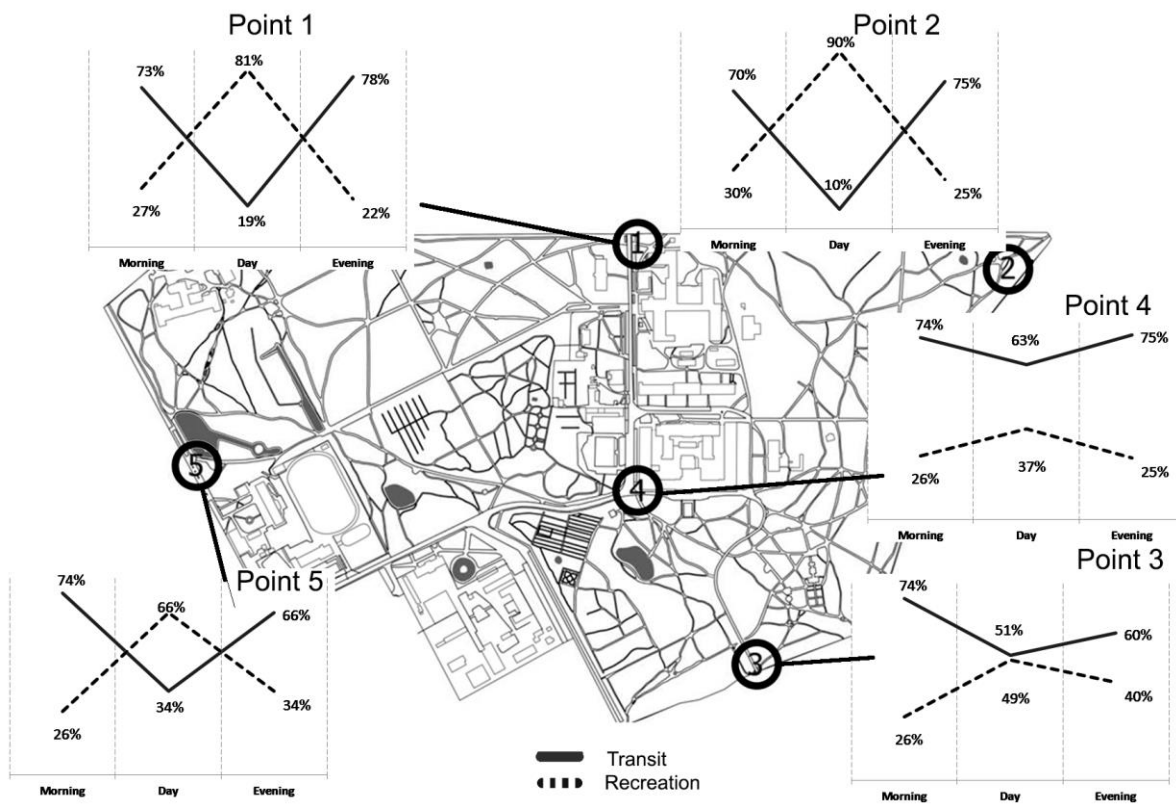 Point 1
73%
81%
78%
27%
19%
22%
Morning Day Evening
Point 2
70%
90%
75%
30%
10%
25%
Morning Day Evening
1
2
Point 4
74%
63%
75%
26%
37%
25%
Morning Day Evening
5
4
Point 5
74%
66%
66%
26%
34%
34%
Morning Day Evening
Point 3
74%
51%
60%
26%
49%
40%
Morning Day Evening
3
Transit
Recreation